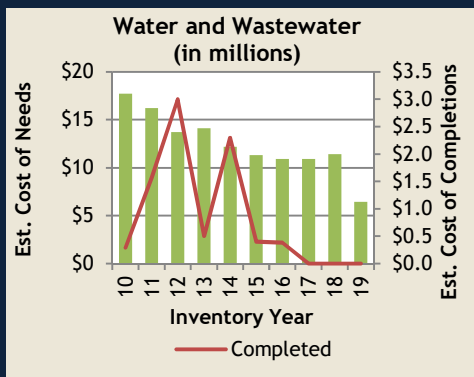 Water and Wastewater
(in millions)
Est. Cost of Needs
$20
$15
$10
$5
$0
$3.5
$3.0
$2.5
$2.0
$1.5
$1.0
$0.5
$0.0
Est. Cost of Completions
10 11 12 13 14 15 16 17 18 19
Inventory Year
Completed